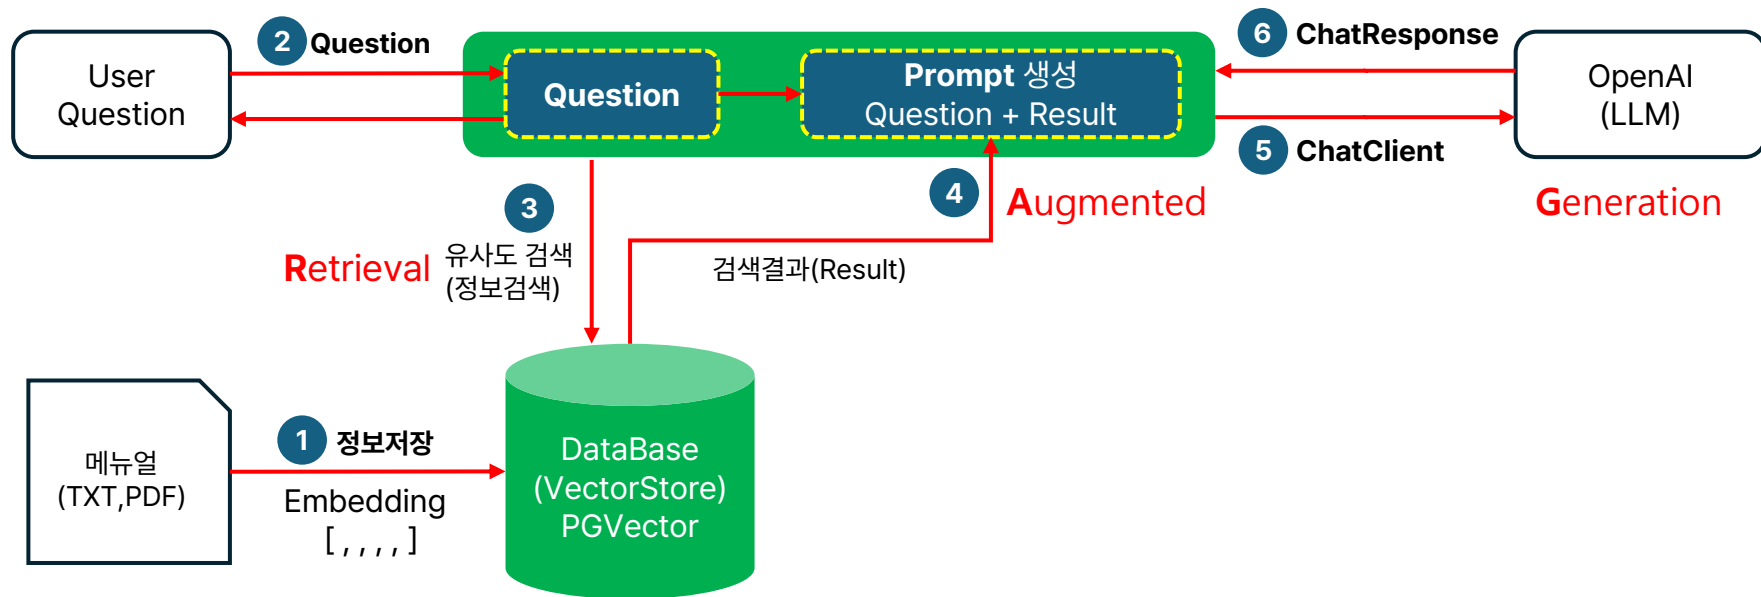 2 Question
6 ChatResponse
User
Question
Question
Prompt 생성
Question + Result
OpenAI
(LLM)
5 ChatClient
3
4
Augmented
Generation
Retrieval
유사도 검색
(정보검색)
검색결과(Result)
1 정보저장
메뉴얼
(TXT,PDF)
Embedding
[ , , , , ]
DataBase
(VectorStore)
PGVector